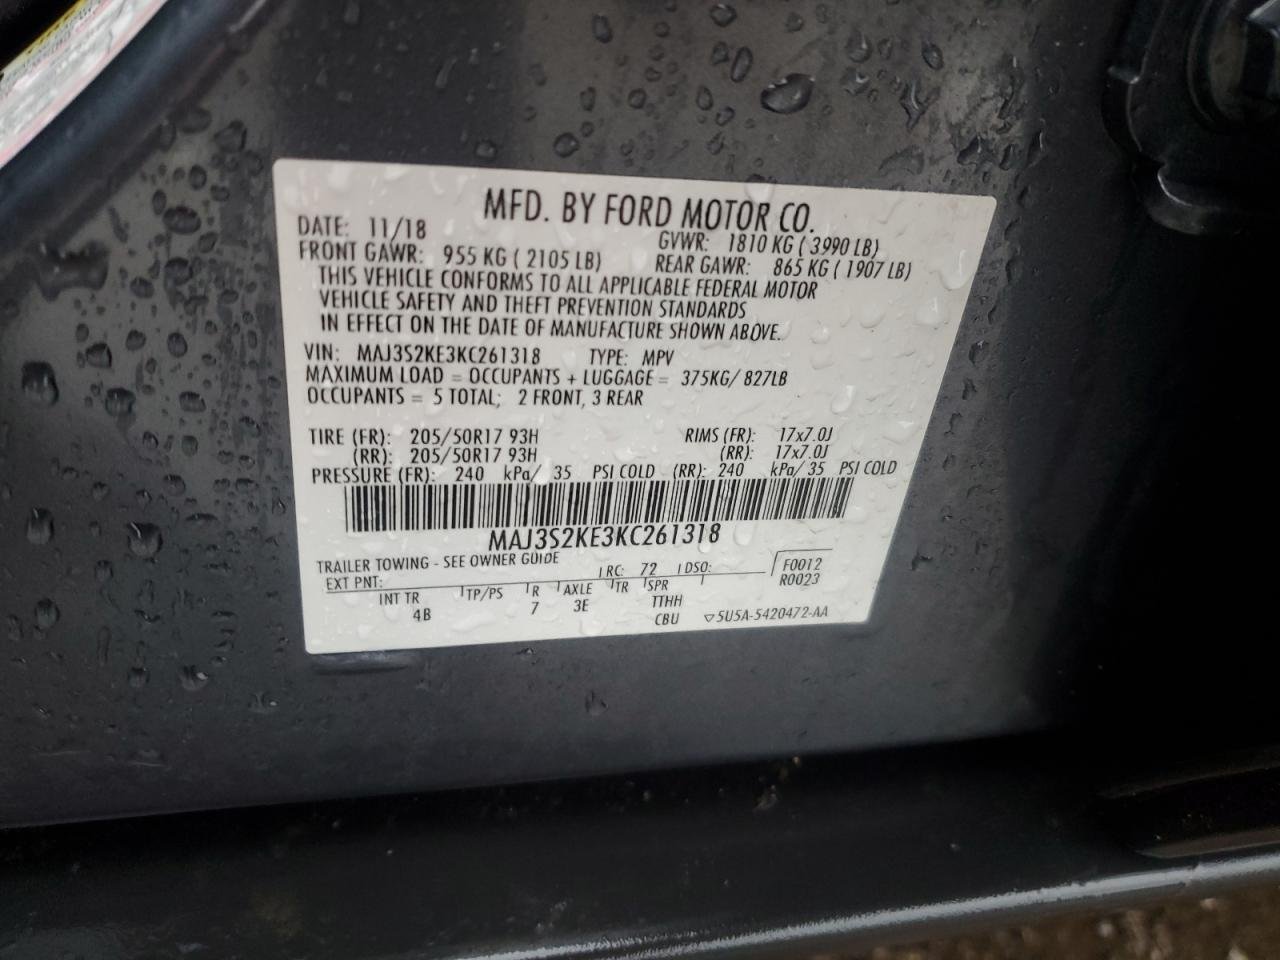 MFD. BY FORD MOTOR CO.
DATE: 11/18 GVWR: 1810 KG ( 3990 LB)
FRONT GAWR: 955 KG ( 2105 LB) REAR GAWR: 865 KG ( 1907 LB)
THIS VEHICLE CONFORMS TO ALL APPLICABLE FEDERAL MOTOR
VEHICLE SAFETY AND THEFT PREVENTION STANDARDS
IN EFFECT ON THE DATE OF MANUFACTURE SHOWN ABOVE.
VIN: MAJ3S2KE3KC261318 TYPE: MPV
MAXIMUM LOAD = OCCUPANTS + LUGGAGE = 375KG/ 827LB
OCCUPANTS = 5 TOTAL; 2 FRONT, 3 REAR
TIRE (FR): 205/50R17 93H RIMS (FR): 17x7.0J
(RR): 205/50R17 93H (RR): 17x7.0J
PRESSURE (FR): 240 kPa/ 35 PSI COLD (RR): 240 kPa/ 35 PSI COLD
MAJ3S2KE3KC261318
TRAILER TOWING - SEE OWNER GUIDE
EXT PNT: RC: 72 DSO: F0012
R0023
INT TR TP/PS R AXLE TR SPR
4B 7 3E TTHH
CBU ▽5U5A-5420472-AA